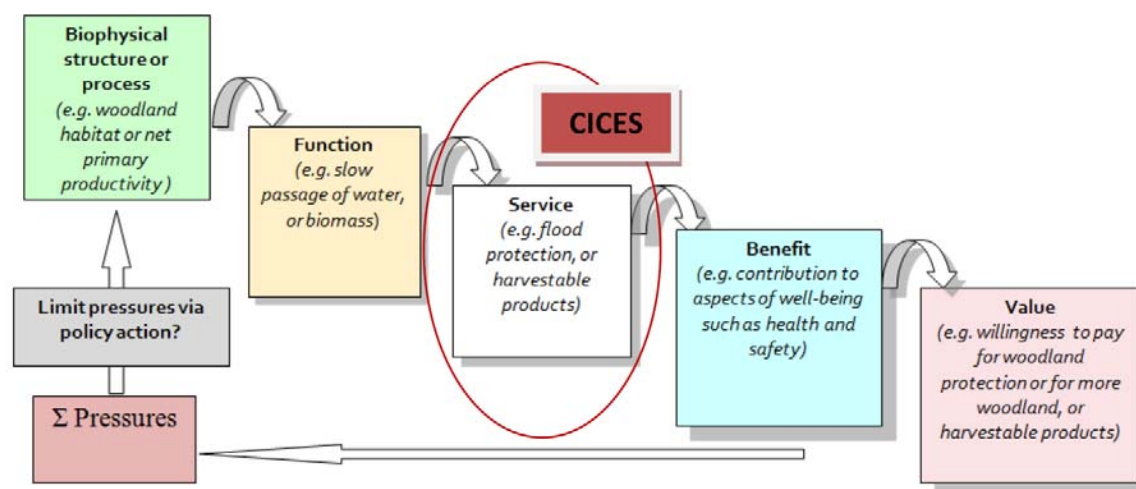 Biophysical
structure or
process
(e.g. woodland
habitat or net
primary
productivity )
Function
(e.g. slow
passage of water,
or biomass)
CICES
Service
(e.g. flood
protection, or
harvestable
products)
Benefit
(e.g. contribution to
aspects of well-being
such as health and
safety)
Value
(e.g. willingness to pay
for woodland
protection or for more
woodland, or
harvestable products)
Limit pressures via
policy action?
Σ Pressures